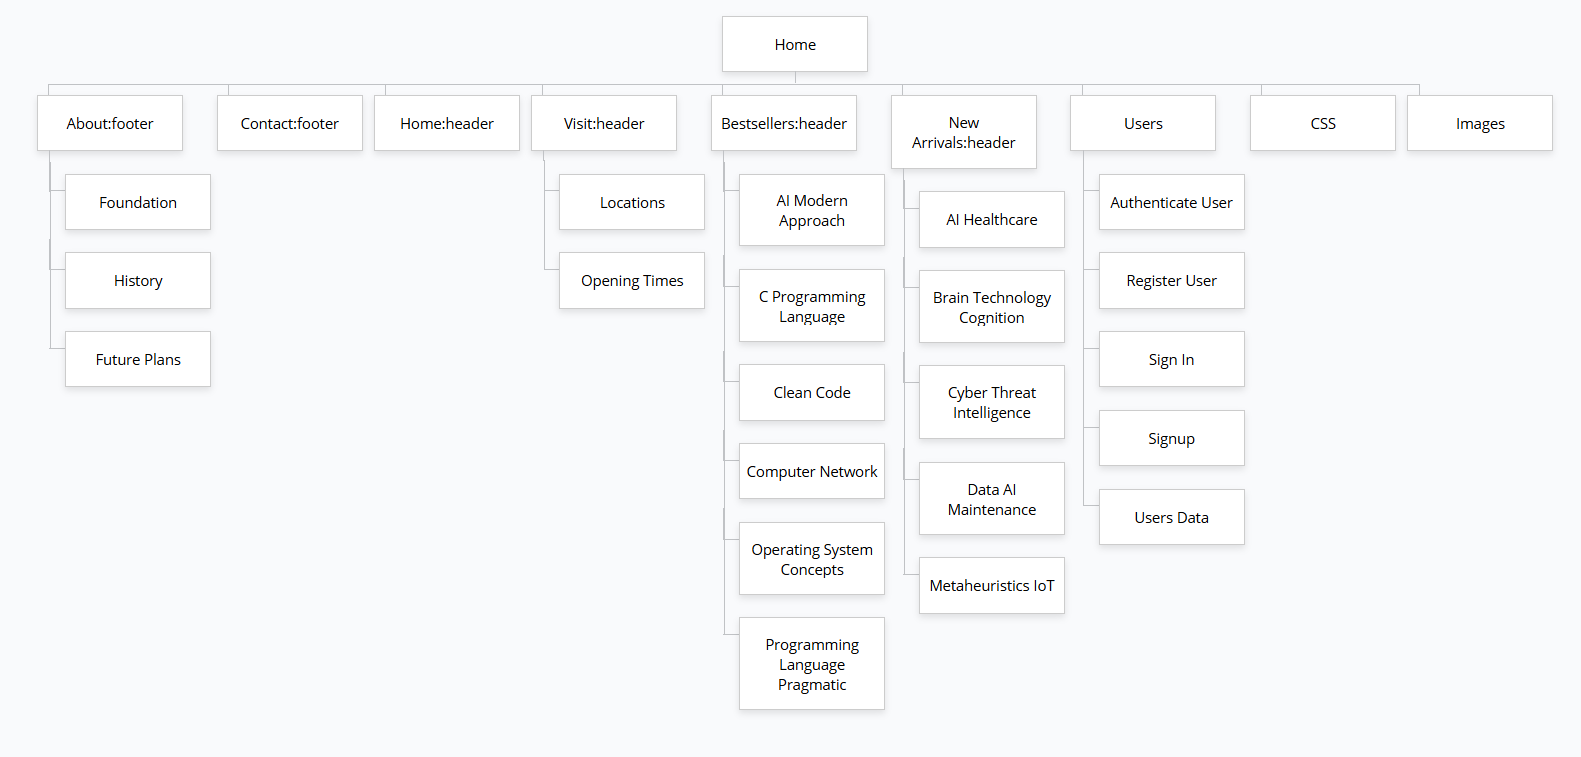 Home
About:footer
Contact:footer
Home:header
Visit:header
Bestsellers:header
New
Arrivals:header
Users
CSS
Images
Foundation
History
Future Plans
Locations
Opening Times
AI Modern
Approach
C Programming
Language
Clean Code
Computer Network
Operating System
Concepts
Programming
Language
Pragmatic
AI Healthcare
Brain Technology
Cognition
Cyber Threat
Intelligence
Data AI
Maintenance
Metaheuristics IoT
Authenticate User
Register User
Sign In
Signup
Users Data